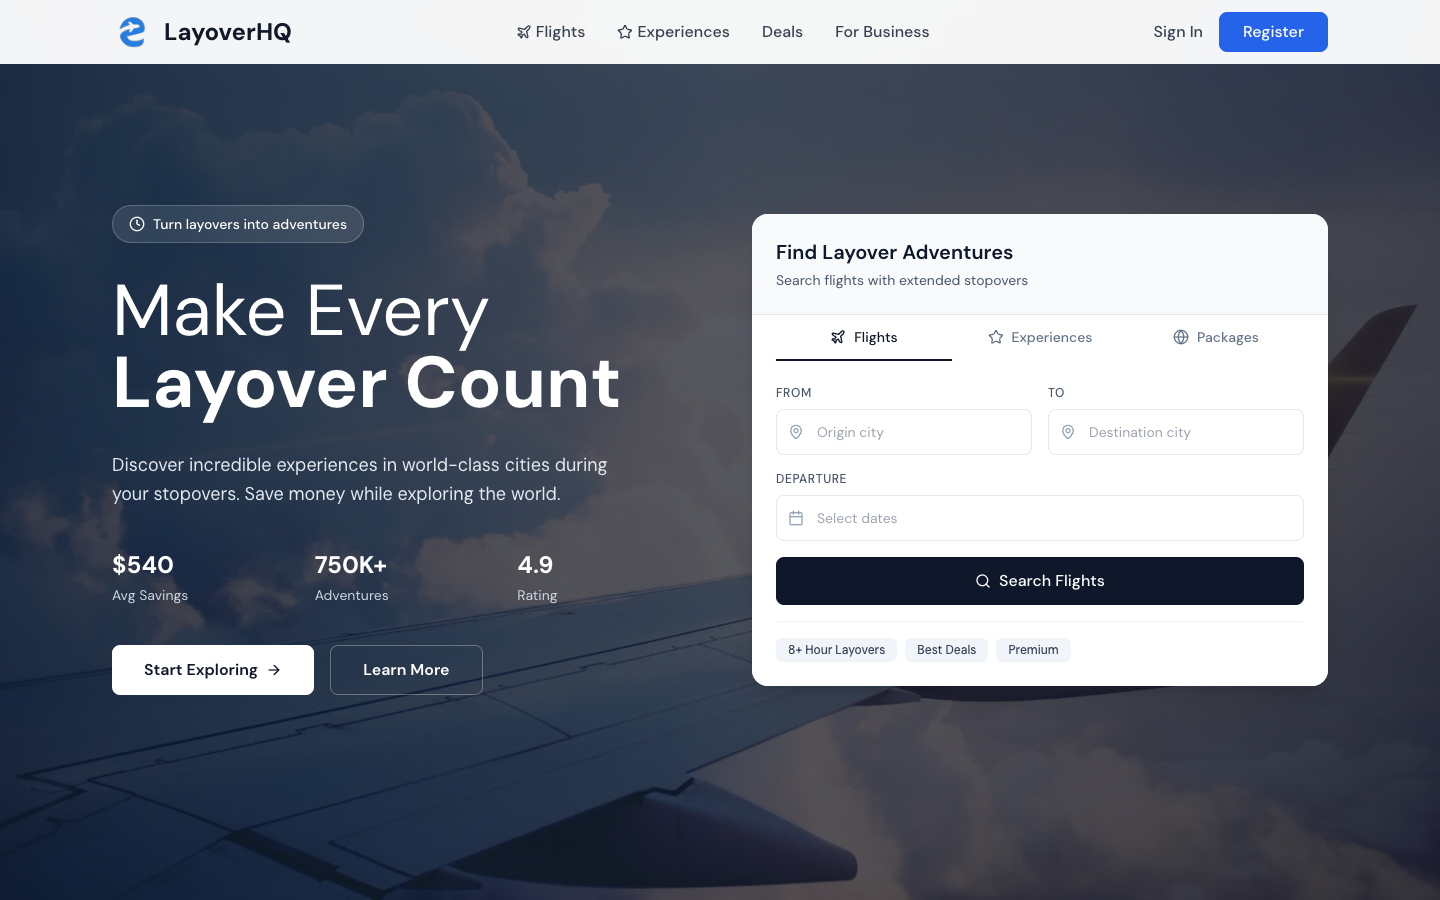 LayoverHQ
Flights
Experiences
Deals
For Business
Sign In
Register
Turn layovers into adventures
Make Every
Layover Count
Discover incredible experiences in world-class cities during
your stopovers. Save money while exploring the world.
$540
Avg Savings
750K+
Adventures
4.9
Rating
Start Exploring
Learn More
Find Layover Adventures
Search flights with extended stopovers
Flights
Experiences
Packages
FROM
Origin city
TO
Destination city
DEPARTURE
Select dates
Search Flights
8+ Hour Layovers
Best Deals
Premium